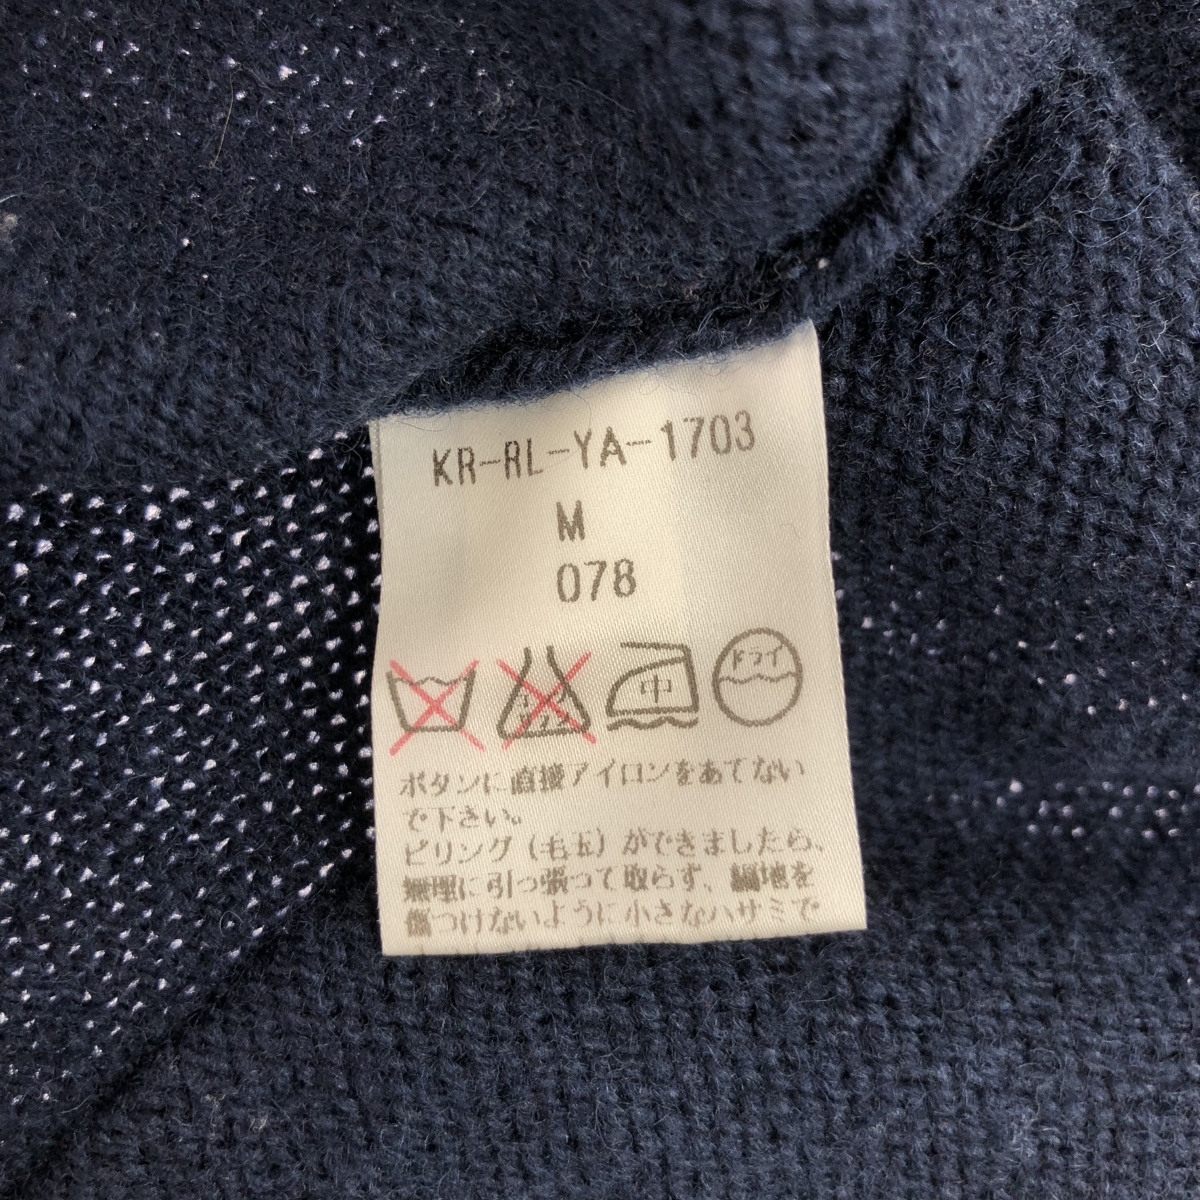 KR-RL-YA-1703
M
078
中 ドライ
ボタンに直接アイロンをあてない
で下さい。
ピリング(毛玉)ができましたら、
無理に引っ張って取らず、編地を
傷つけないように小さなハサミで